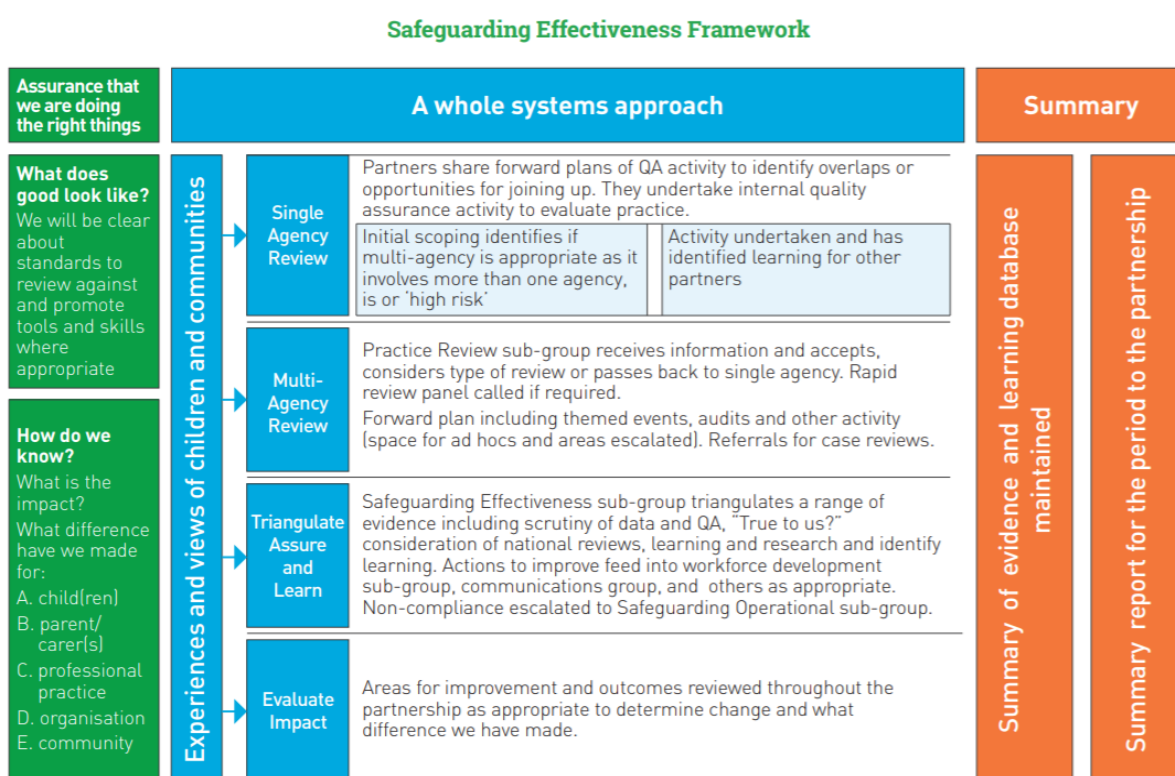 Safeguarding Effectiveness Framework
Assurance that
we are doing
the right things
A whole systems approach
Summary
What does
good look like?
We will be clear
about
standards to
review against
and promote
tools and skills
where
appropriate
How do we
know?
What is the
impact?
What difference
have we made
for:
A. child(ren)
B. parent/
carer(s)
C. professional
practice
D. organisation
E. community
Experiences and views of children and communities
Single
Agency
Review
Partners share forward plans of QA activity to identify overlaps or
opportunities for joining up. They undertake internal quality
assurance activity to evaluate practice.
Initial scoping identifies if
multi-agency is appropriate as it
involves more than one agency,
is or ‘high risk’
Activity undertaken and has
identified learning for other
partners
Multi-
Agency
Review
Practice Review sub-group receives information and accepts,
considers type of review or passes back to single agency. Rapid
review panel called if required.
Forward plan including themed events, audits and other activity
(space for ad hocs and areas escalated). Referrals for case reviews.
Triangulate
Assure
and
Learn
Safeguarding Effectiveness sub-group triangulates a range of
evidence including scrutiny of data and QA, “True to us?”
consideration of national reviews, learning and research and identify
learning. Actions to improve feed into workforce development
sub-group, communications group, and others as appropriate.
Non-compliance escalated to Safeguarding Operational sub-group.
Evaluate
Impact
Areas for improvement and outcomes reviewed throughout the
partnership as appropriate to determine change and what
difference we have made.
Summary of evidence and learning database
maintained
Summary report for the period to the partnership